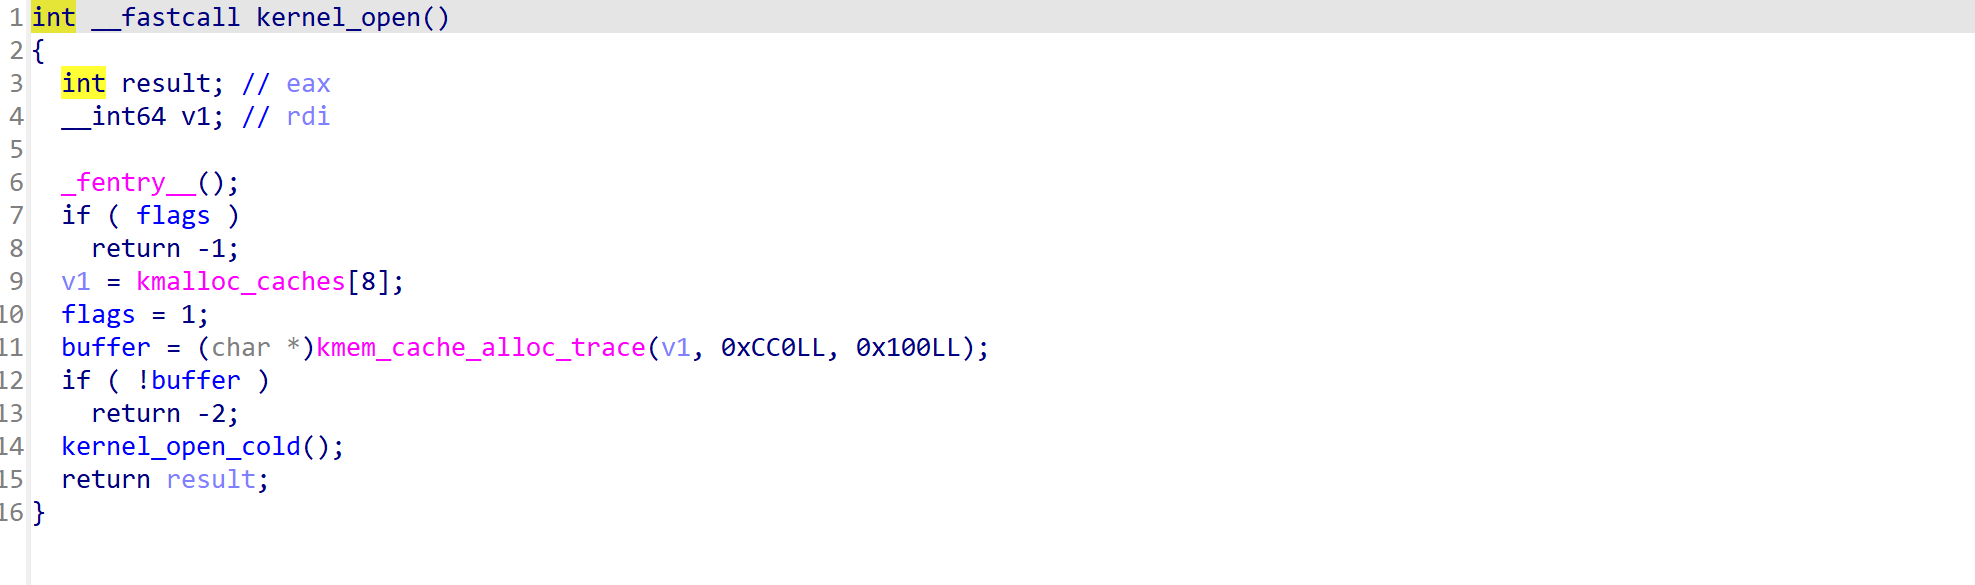 1 int __fastcall kernel_open()
2 {
3   int result; // eax
4   __int64 v1; // rdi
5
6   _fentry__();
7   if ( flags )
8     return -1;
9   v1 = kmalloc_caches[8];
10   flags = 1;
11   buffer = (char *)kmem_cache_alloc_trace(v1, 0xCC0LL, 0x100LL);
12   if ( !buffer )
13     return -2;
14   kernel_open_cold();
15   return result;
16 }